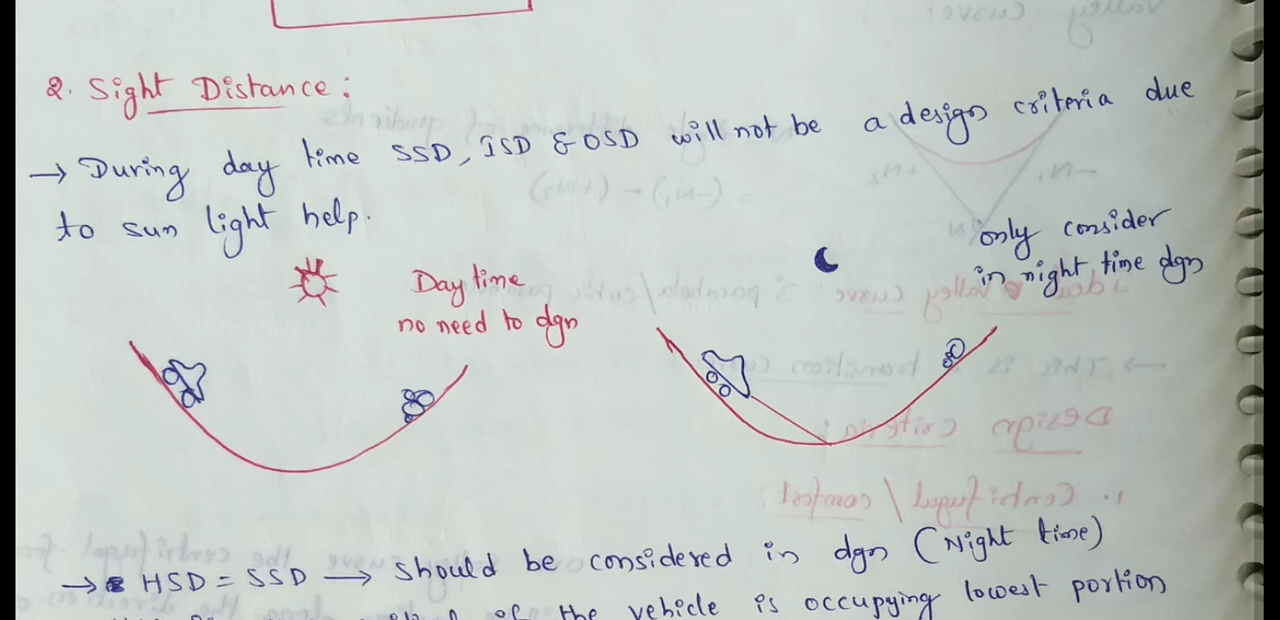 2. Sight Distance :
→ During day time SSD, ISD & OSD will not be a design criteria due
to sun light help.
Day time
no need to dgn
only consider
in night time dgn
→ HSD = SSD → should be considered in dgn (Night time)
of the vehicle is occupying lowest portion